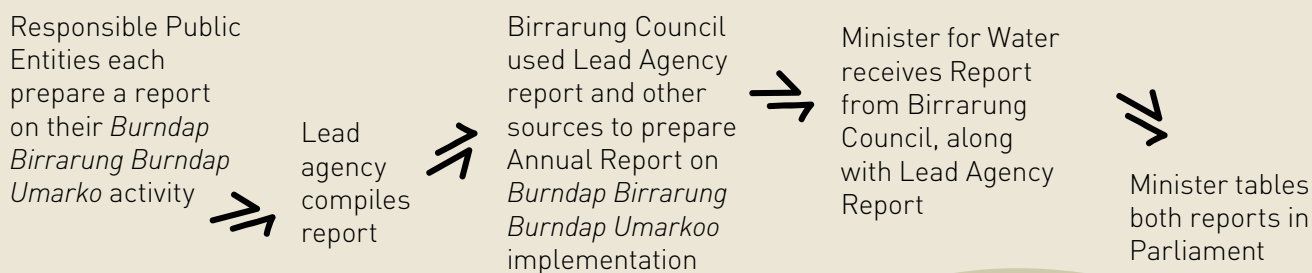 Responsible Public
Entities each
prepare a report
on their Burndap
Birrarung Burndap
Umarko activity
Lead
agency
compiles
report
Birrarung Council
used Lead Agency
report and other
sources to prepare
Annual Report on
Burndap Birrarung
Burndap Umarkoo
implementation
Minister for Water
receives Report
from Birrarung
Council, along
with Lead Agency
Report
Minister tables
both reports in
Parliament